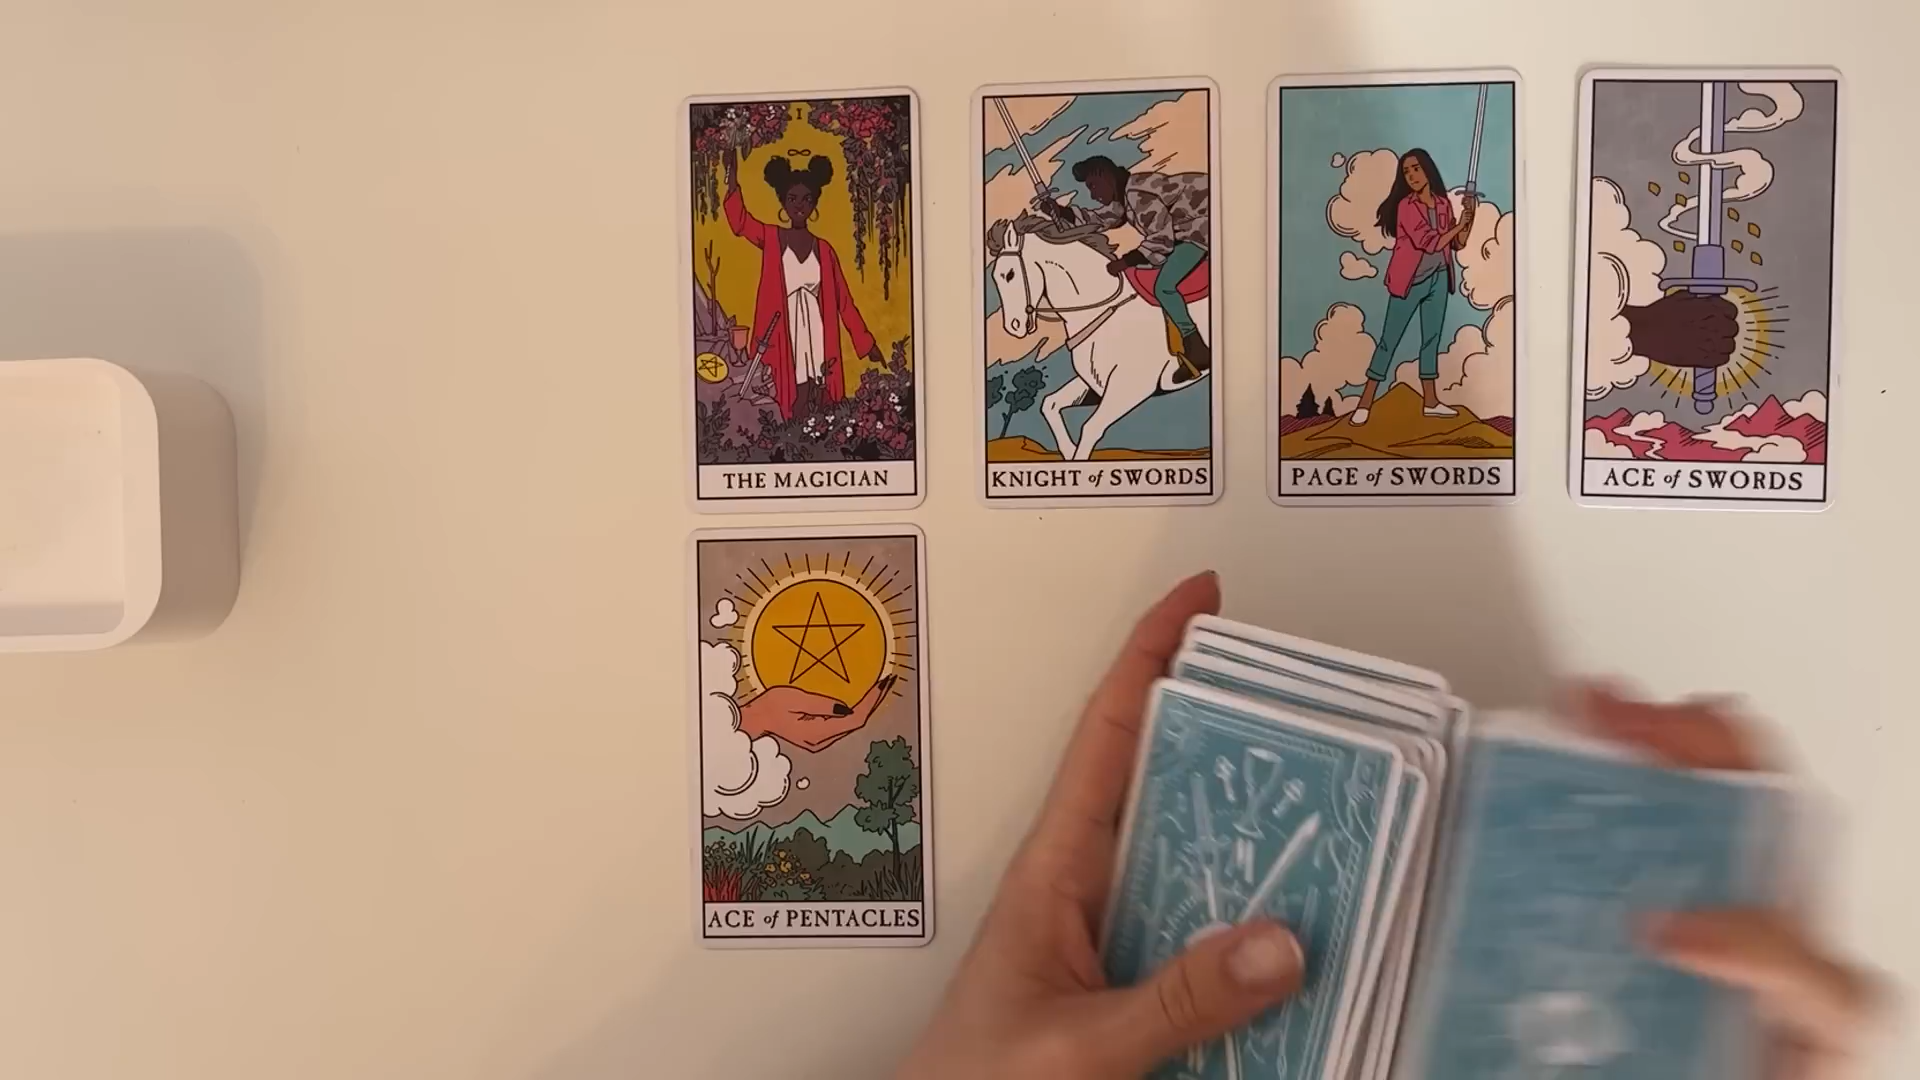 I
THE MAGICIAN
KNIGHT of SWORDS
PAGE of SWORDS
ACE of SWORDS
ACE of PENTACLES